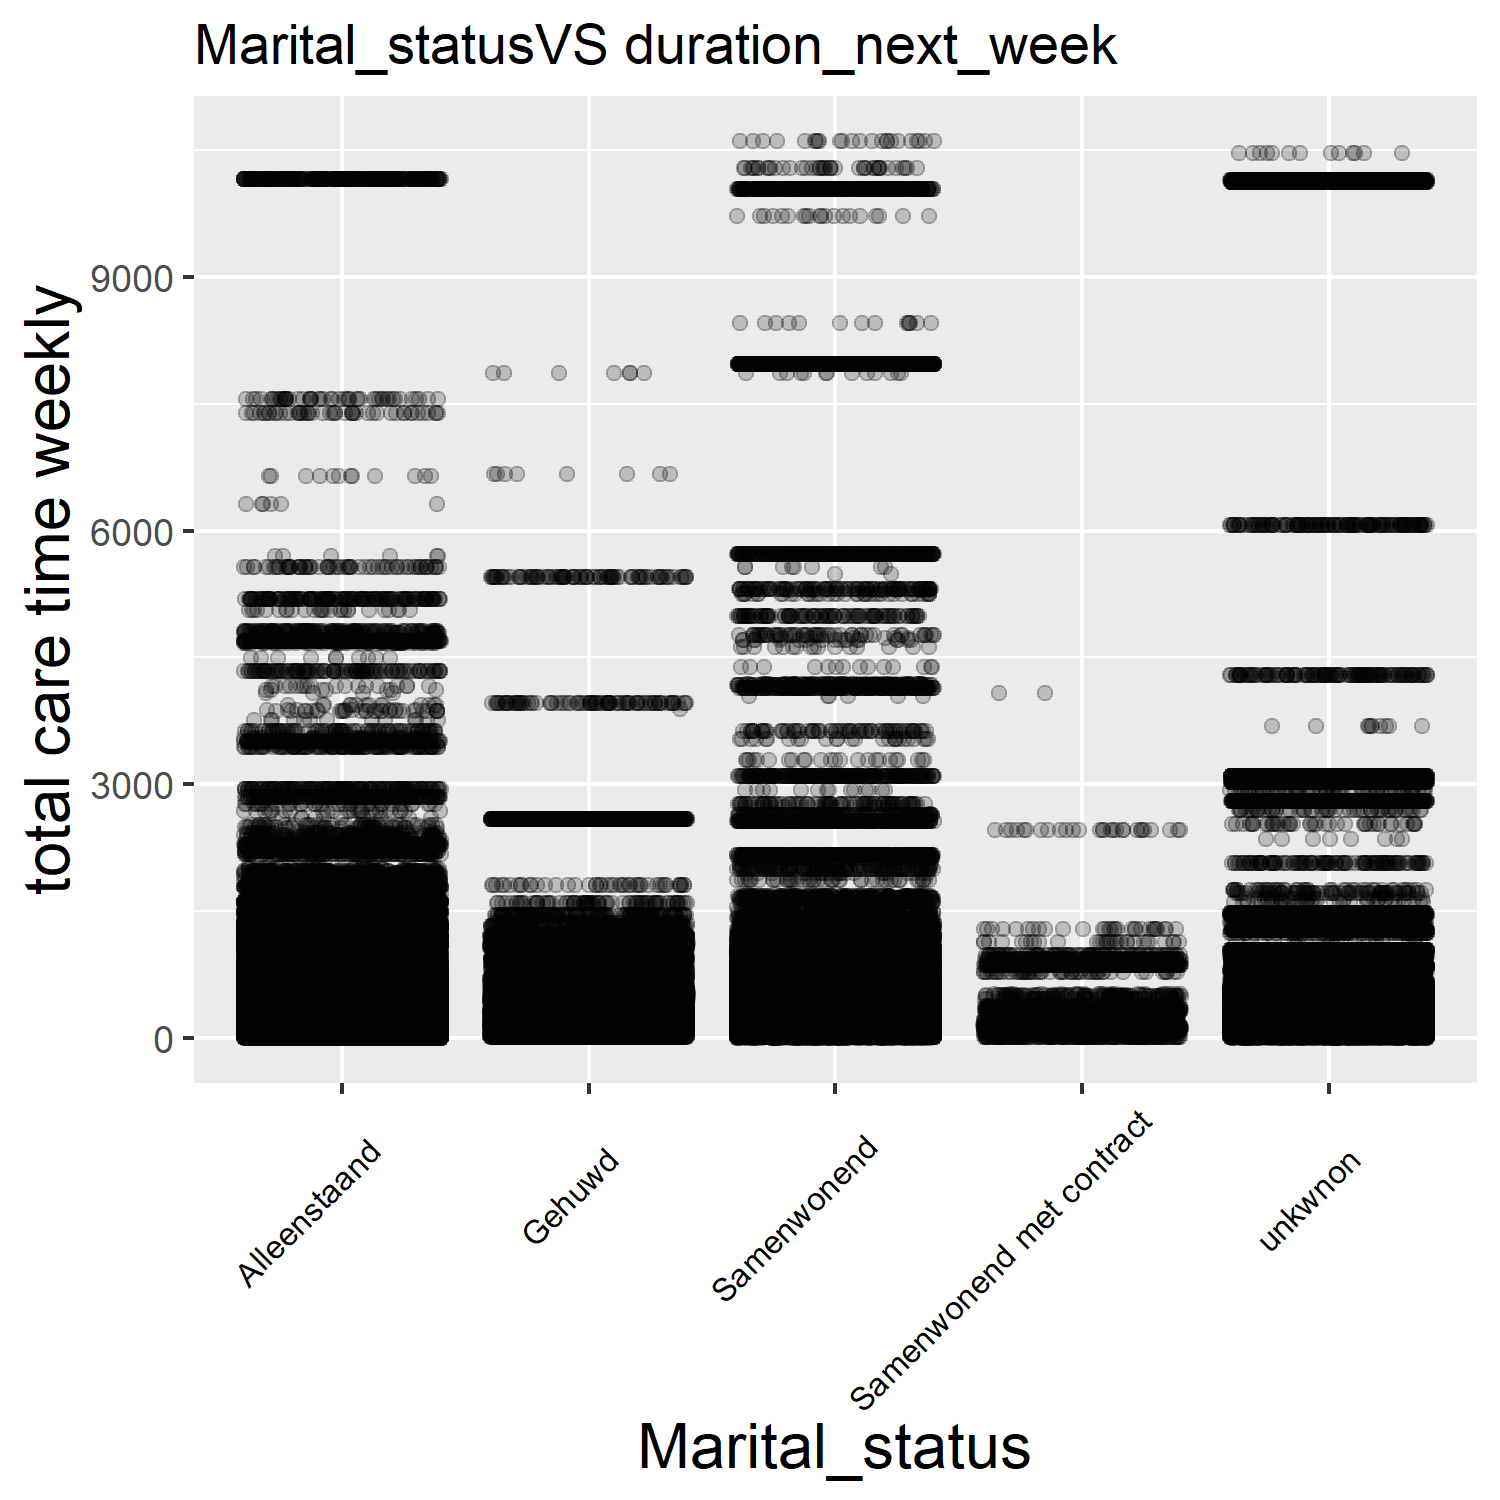 Marital_statusVS duration_next_week
total care time weekly
9000
6000
3000
0
Alleenstaand
Gehuwd
Samenwonend
Samenwonend met contract
unkwnon
Marital_status